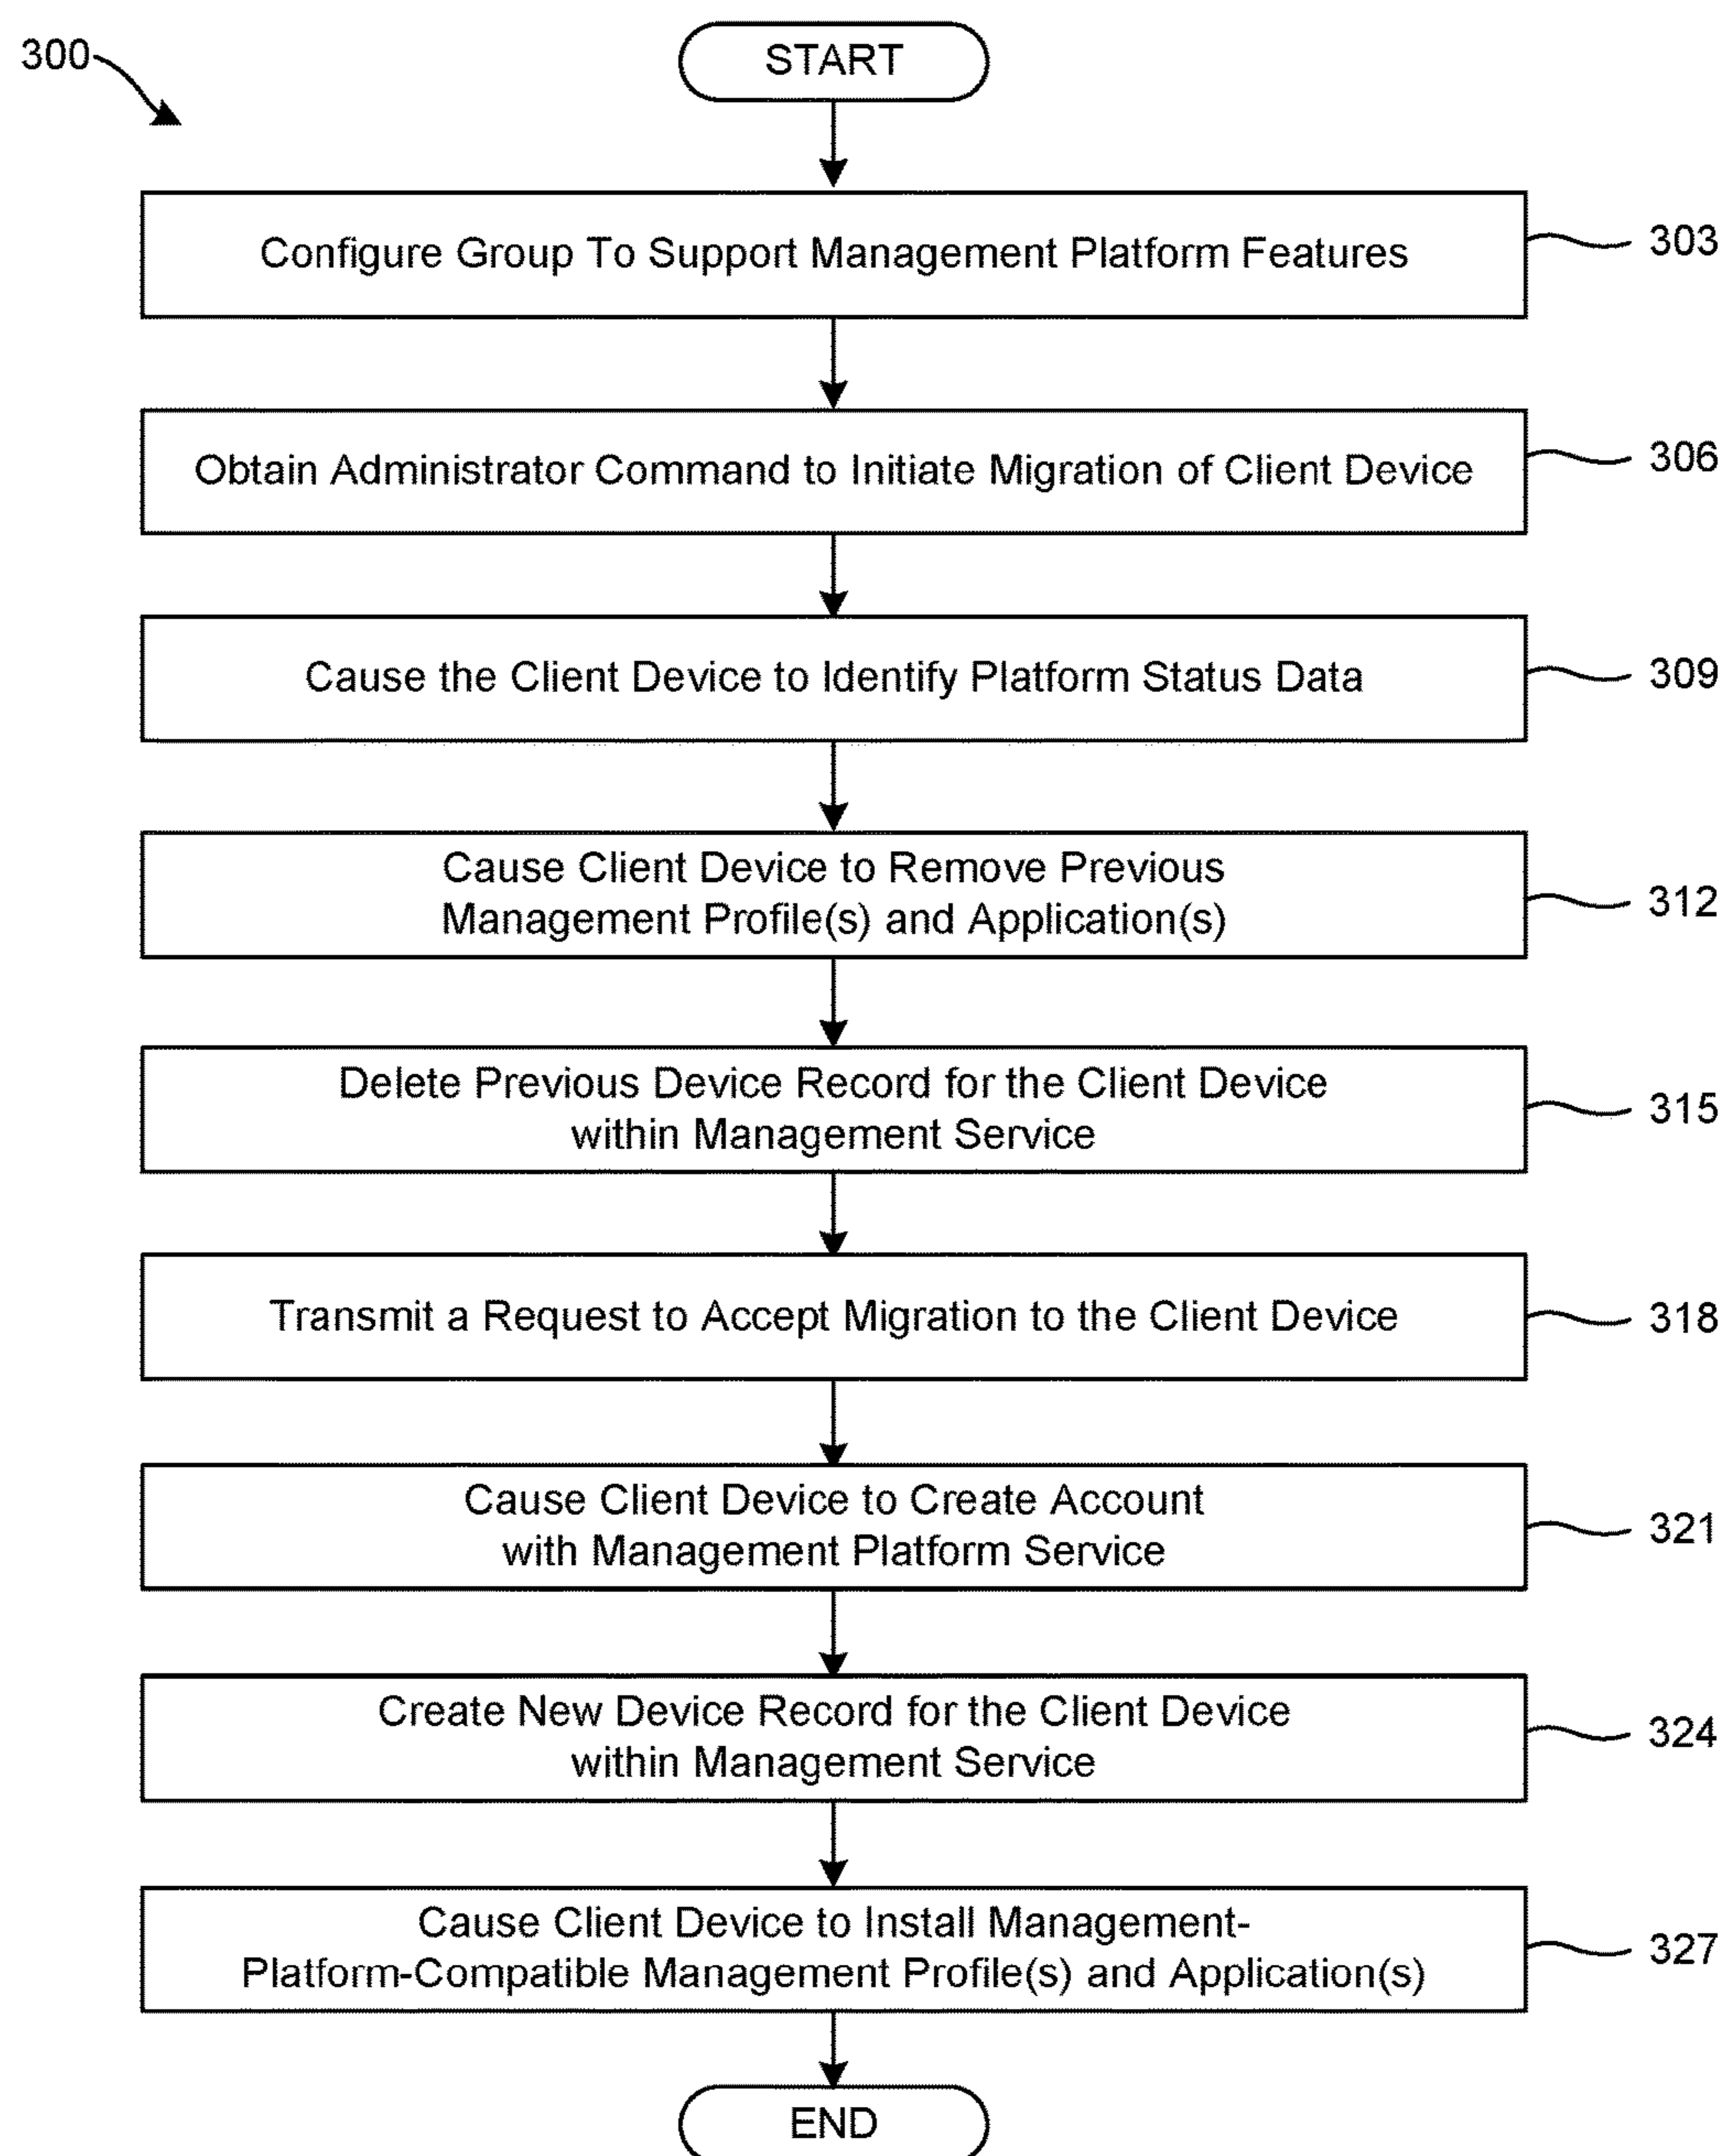 300
START
Configure Group To Support Management Platform Features
303
Obtain Administrator Command to Initiate Migration of Client Device
306
Cause the Client Device to Identify Platform Status Data
309
Cause Client Device to Remove Previous
Management Profile(s) and Application(s)
312
Delete Previous Device Record for the Client Device
within Management Service
315
Transmit a Request to Accept Migration to the Client Device
318
Cause Client Device to Create Account
with Management Platform Service
321
Create New Device Record for the Client Device
within Management Service
324
Cause Client Device to Install Management-
Platform-Compatible Management Profile(s) and Application(s)
327
END